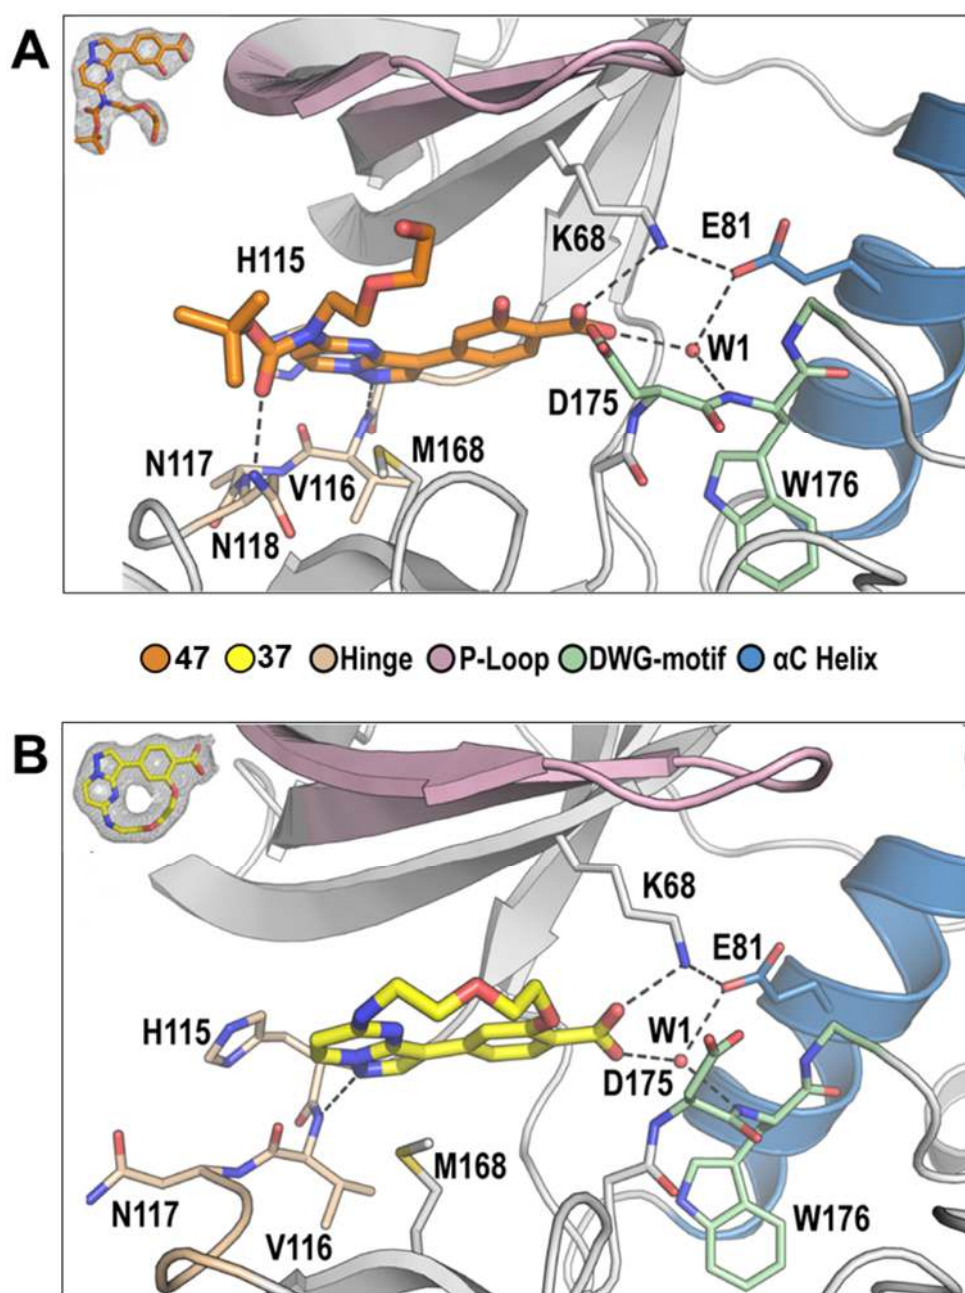 A
K68
E81
H115
W1
D175
N117
M168
V116
W176
N118
47 37 Hinge P-Loop DWG-motif αC Helix
B
K68
E81
H115
W1
D175
M168
N117
W176
V116